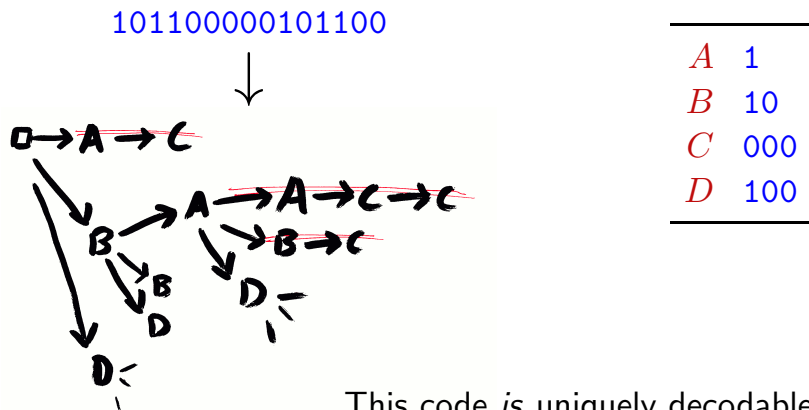 101100000101100
A 1
B 10
C 000
D 100
□ → A → C
B → A → A → C → C
B → C
B
D
D
D
This code is uniquely decodable